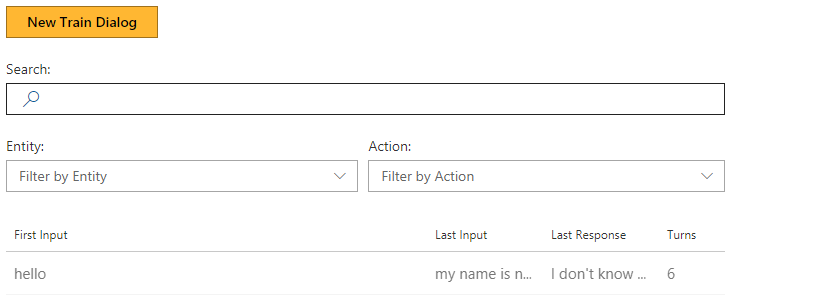 New Train Dialog
Search:
Entity: Action:
Filter by Entity Filter by Action
First Input Last Input Last Response Turns
hello my name is n... I don't know ... 6